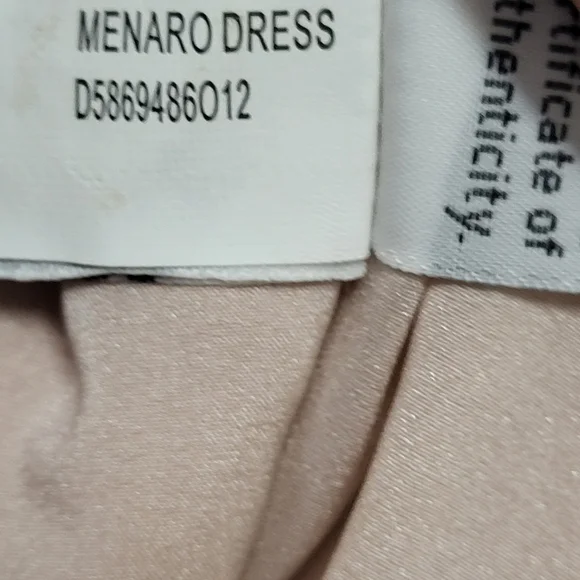 MENARO DRESS
D5869486O12
rtificate of
thenticity.